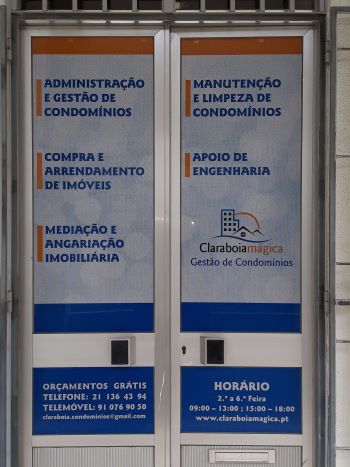 ADMINISTRAÇÃO
E GESTÃO DE
CONDOMÍNIOS
COMPRA E
ARRENDAMENTO
DE IMÓVEIS
MEDIAÇÃO E
ANGARIAÇÃO
IMOBILIÁRIA
ORÇAMENTOS GRÁTIS
TELEFONE: 21 136 43 94
TELEMÓVEL: 91 076 90 50
claraboia.condominios@gmail.com
MANUTENÇÃO
E LIMPEZA DE
CONDOMÍNIOS
APOIO DE
ENGENHARIA
Claraboiamágica
Gestão de Condomínios
HORÁRIO
2.ª a 6.ª Feira
09:00 – 13:00 ; 15:00 – 18:00
www.claraboiamagica.pt